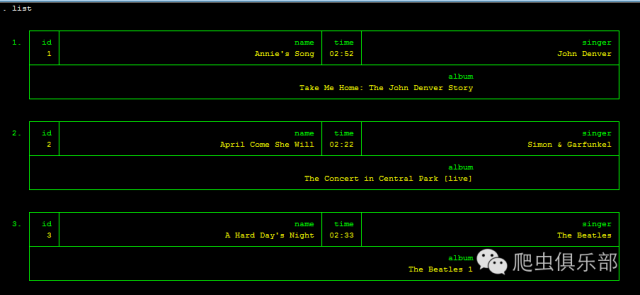 . list
1. id name time singer
1 Annie's Song 02:52 John Denver
album
Take Me Home: The John Denver Story
2. id name time singer
2 April Come She Will 02:22 Simon & Garfunkel
album
The Concert in Central Park [live]
3. id name time singer
3 A Hard Day's Night 02:33 The Beatles
album
The Beatles 1
爬虫俱乐部